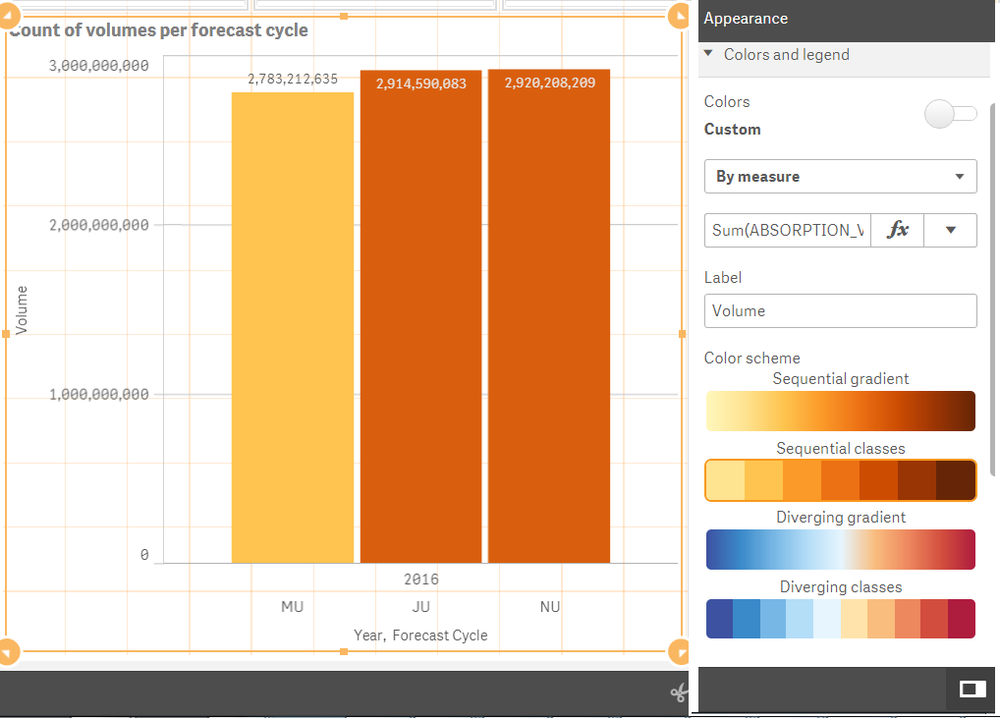 Count of volumes per forecast cycle
3,000,000,000
2,783,212,635
2,914,590,083
2,920,208,209
2,000,000,000
Volume
1,000,000,000
0
2016
MU
JU
NU
Year, Forecast Cycle
Appearance
Colors and legend
Colors
Custom
By measure
Sum(ABSORPTION_V
fx
Label
Volume
Color scheme
Sequential gradient
Sequential classes
Diverging gradient
Diverging classes